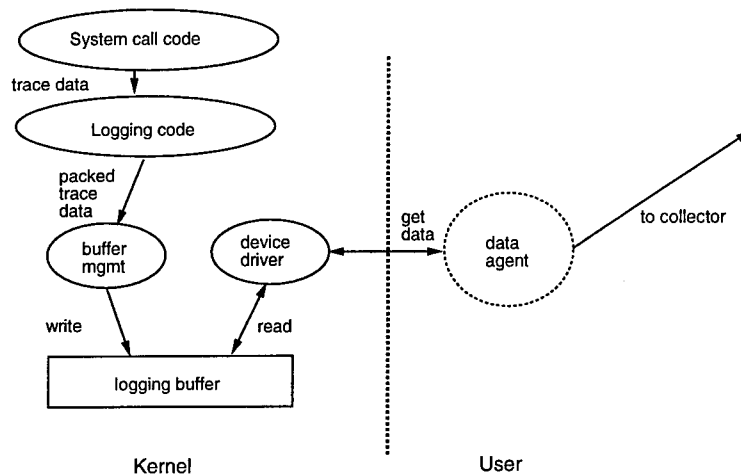 System call code
trace data
Logging code
packed
trace
data
buffer
mgmt
device
driver
get
data
data
agent
to collector
write
read
logging buffer
Kernel
User